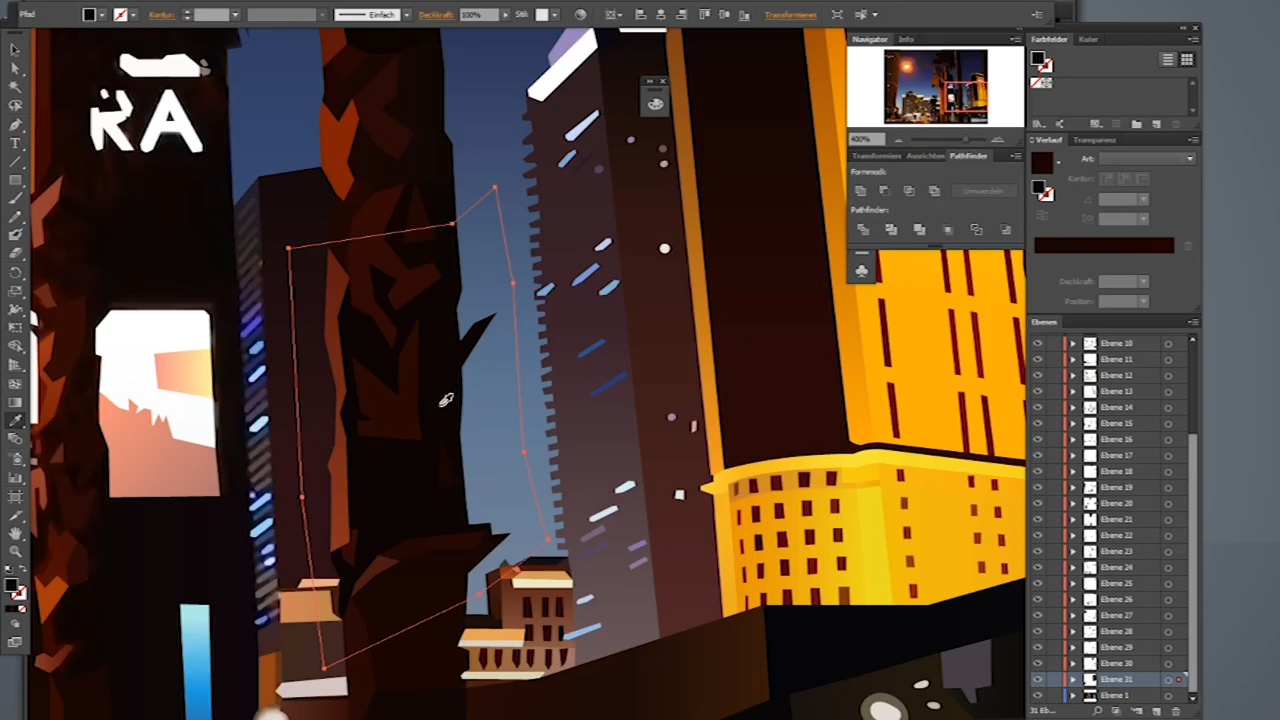 Pfad Kontur: Einfach Deckkraft: 100% Stil: Transformieren
Navigator Info
Farbfelder Kuler
RA
400%
Transformieren Ausrichten Pathfinder
Formmodi:
Umwandeln
Pathfinder:
Verlauf Transparenz
Art:
Kontur:
Deckkraft:
Position:
Ebenen
Ebene 10
Ebene 11
Ebene 12
Ebene 13
Ebene 14
Ebene 15
Ebene 16
Ebene 17
Ebene 18
Ebene 19
Ebene 20
Ebene 21
Ebene 22
Ebene 23
Ebene 24
Ebene 25
Ebene 26
Ebene 27
Ebene 28
Ebene 29
Ebene 30
Ebene 31
Ebene 1
31 Eb...